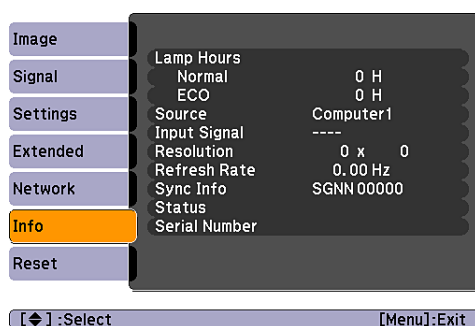 Image
Signal
Settings
Extended
Network
Info
Reset
Lamp Hours
Normal 0 H
ECO 0 H
Source Computer1
Input Signal ----
Resolution 0 x 0
Refresh Rate 0.00 Hz
Sync Info SGNN 00000
Status
Serial Number
[◆] :Select [Menu]:Exit